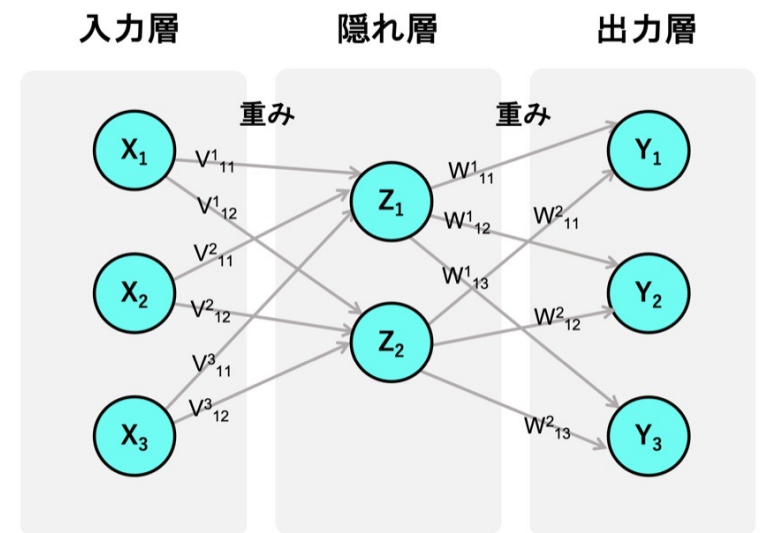 入力層
隠れ層
出力層
重み
重み
X₁
X₂
X₃
V¹₁₁
V¹₁₂
V²₁₁
V²₁₂
V³₁₁
V³₁₂
Z₁
Z₂
W¹₁₁
W¹₁₂
W¹₁₃
W²₁₁
W²₁₂
W²₁₃
Y₁
Y₂
Y₃